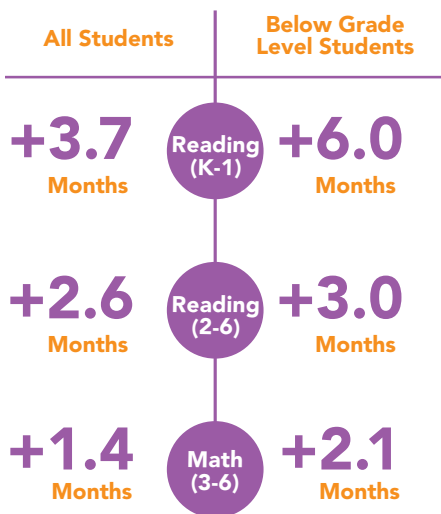 All Students
Below Grade
Level Students
+3.7
Months
Reading
(K-1)
+6.0
Months
+2.6
Months
Reading
(2-6)
+3.0
Months
+1.4
Months
Math
(3-6)
+2.1
Months